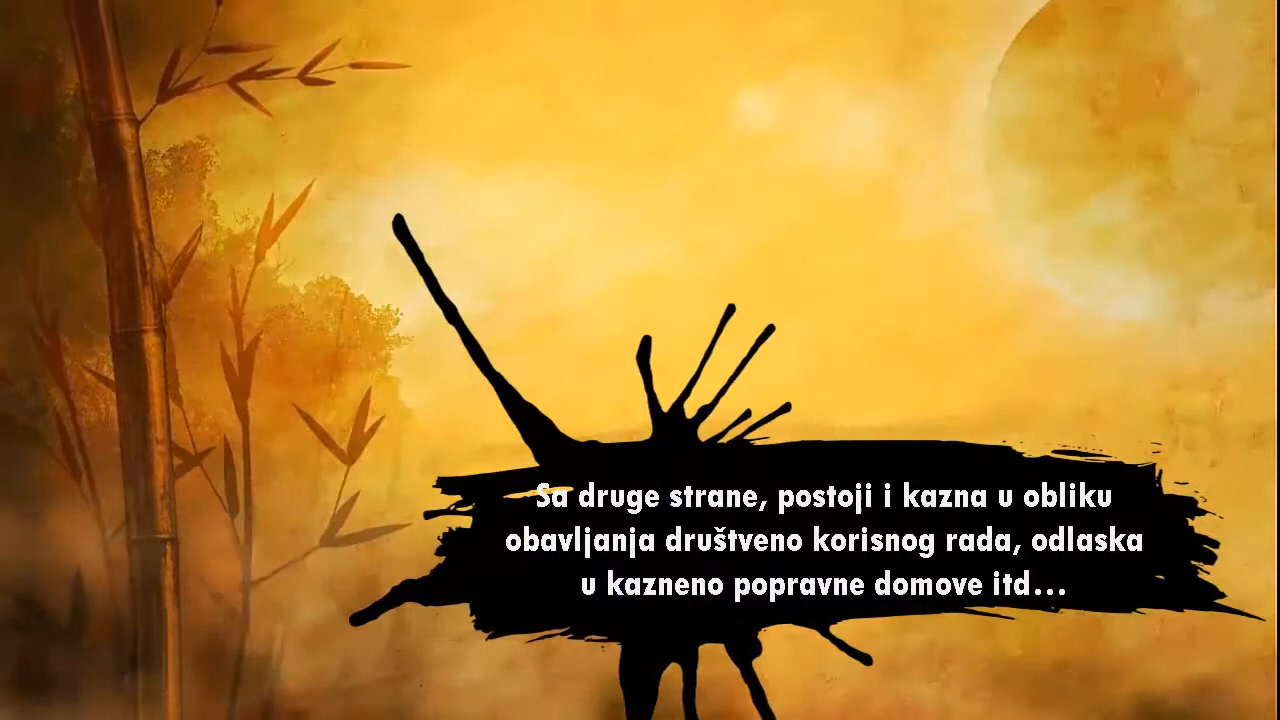 Sa druge strane, postoji i kazna u obliku
obavljanja društveno korisnog rada, odlaska
u kazneno popravne domove itd...